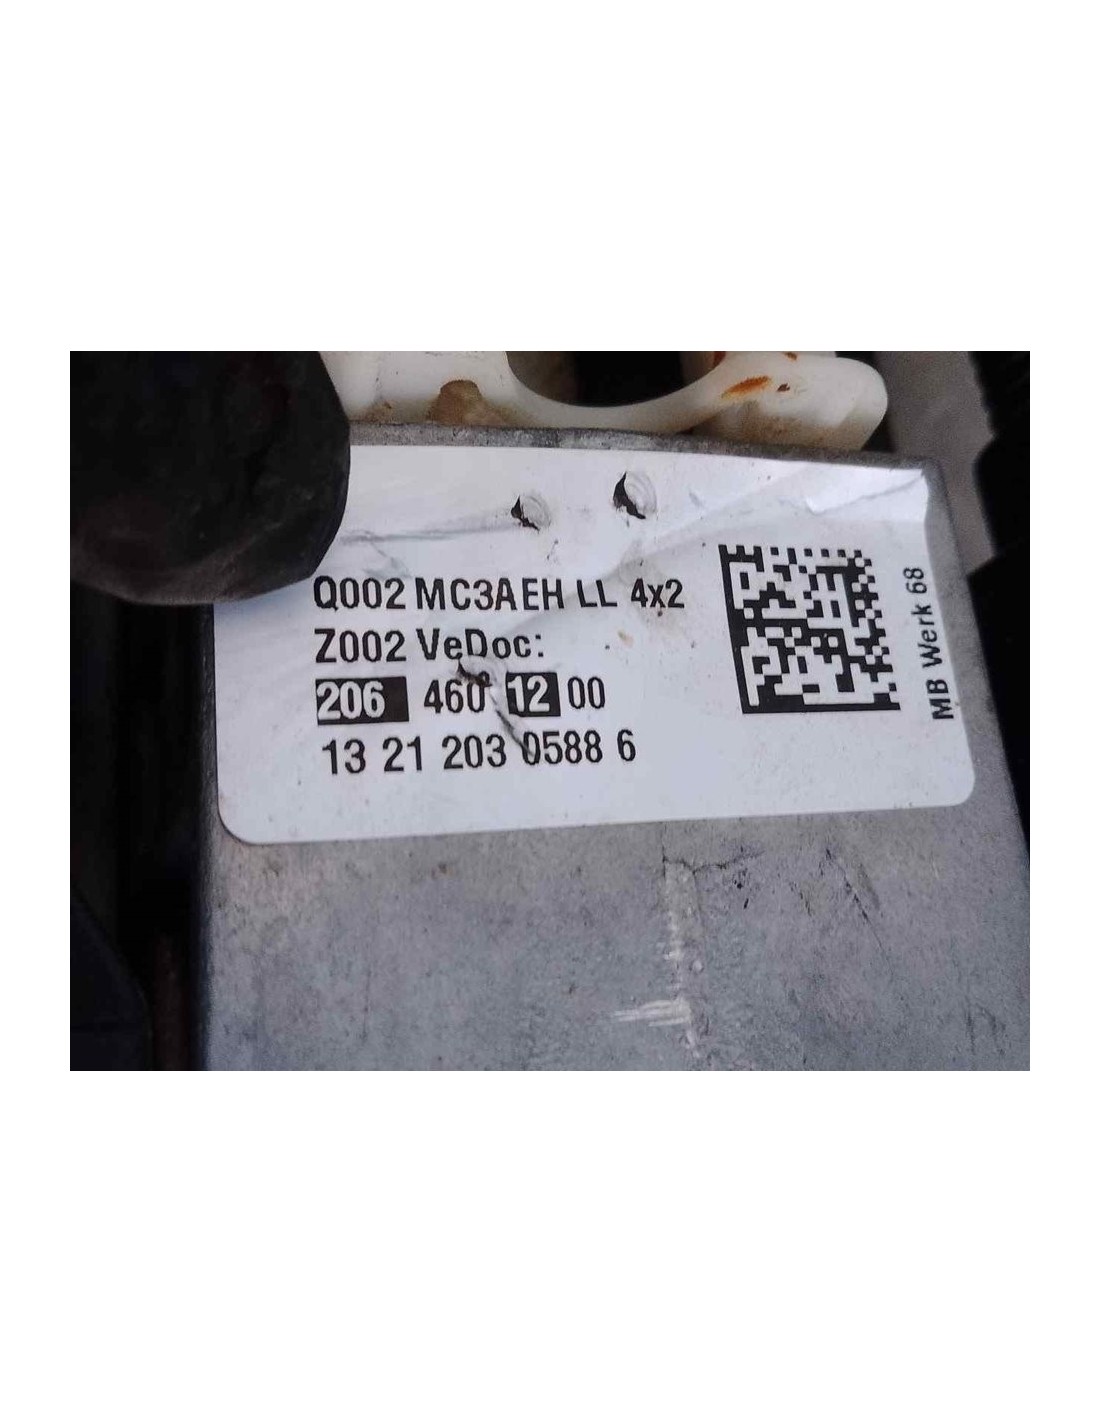 Q002 MC3AEH LL 4x2
Z002 VeDoc:
206 460 12 00
13 21 203 0588 6
MB Werk 68